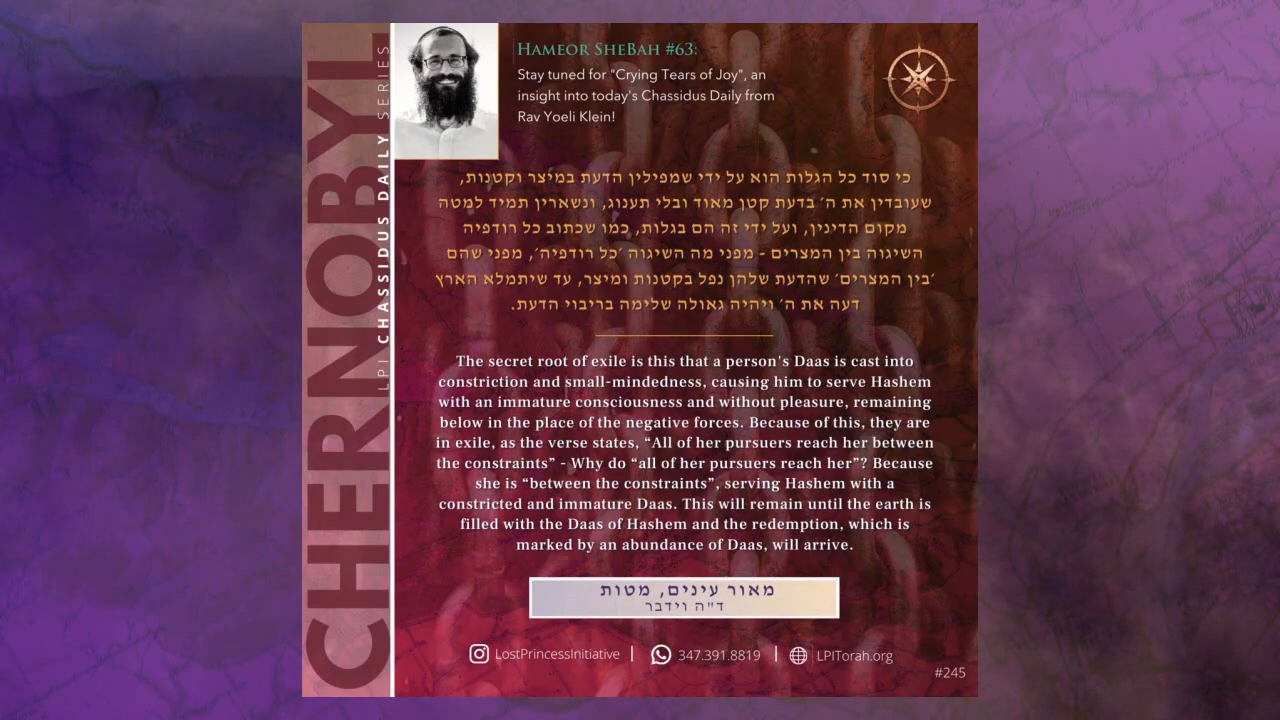 CHERNOBYL
LPI CHASSIDUS DAILY SERIES
HAMEOR SHEBAH #63:
Stay tuned for "Crying Tears of Joy", an
insight into today's Chassidus Daily from
Rav Yoeli Klein!
כי סוד כל הגלות הוא על ידי שמפילין הדעת במיצר וקטנות,
שעובדין את ה׳ בדעת קטן מאוד ובלי תענוג, ונשארין תמיד למטה
מקום הדינין, ועל ידי זה הם בגלות, כמו שכתוב כל רודפיה
השיגוה בין המצרים - מפני מה השיגוה ׳כל רודפיה׳, מפני שהם
׳בין המצרים׳ שהדעת שלהן נפל בקטנות ומיצר, עד שיתמלא הארץ
דעה את ה׳ ויהיה גאולה שלימה בריבוי הדעת.
The secret root of exile is this that a person's Daas is cast into
constriction and small-mindedness, causing him to serve Hashem
with an immature consciousness and without pleasure, remaining
below in the place of the negative forces. Because of this, they are
in exile, as the verse states, “All of her pursuers reach her between
the constraints” - Why do “all of her pursuers reach her”? Because
she is “between the constraints”, serving Hashem with a
constricted and immature Daas. This will remain until the earth is
filled with the Daas of Hashem and the redemption, which is
marked by an abundance of Daas, will arrive.
מאור עינים, מטות
ד"ה וידבר
LostPrincessInitiative | 347.391.8819 | LPITorah.org
#245